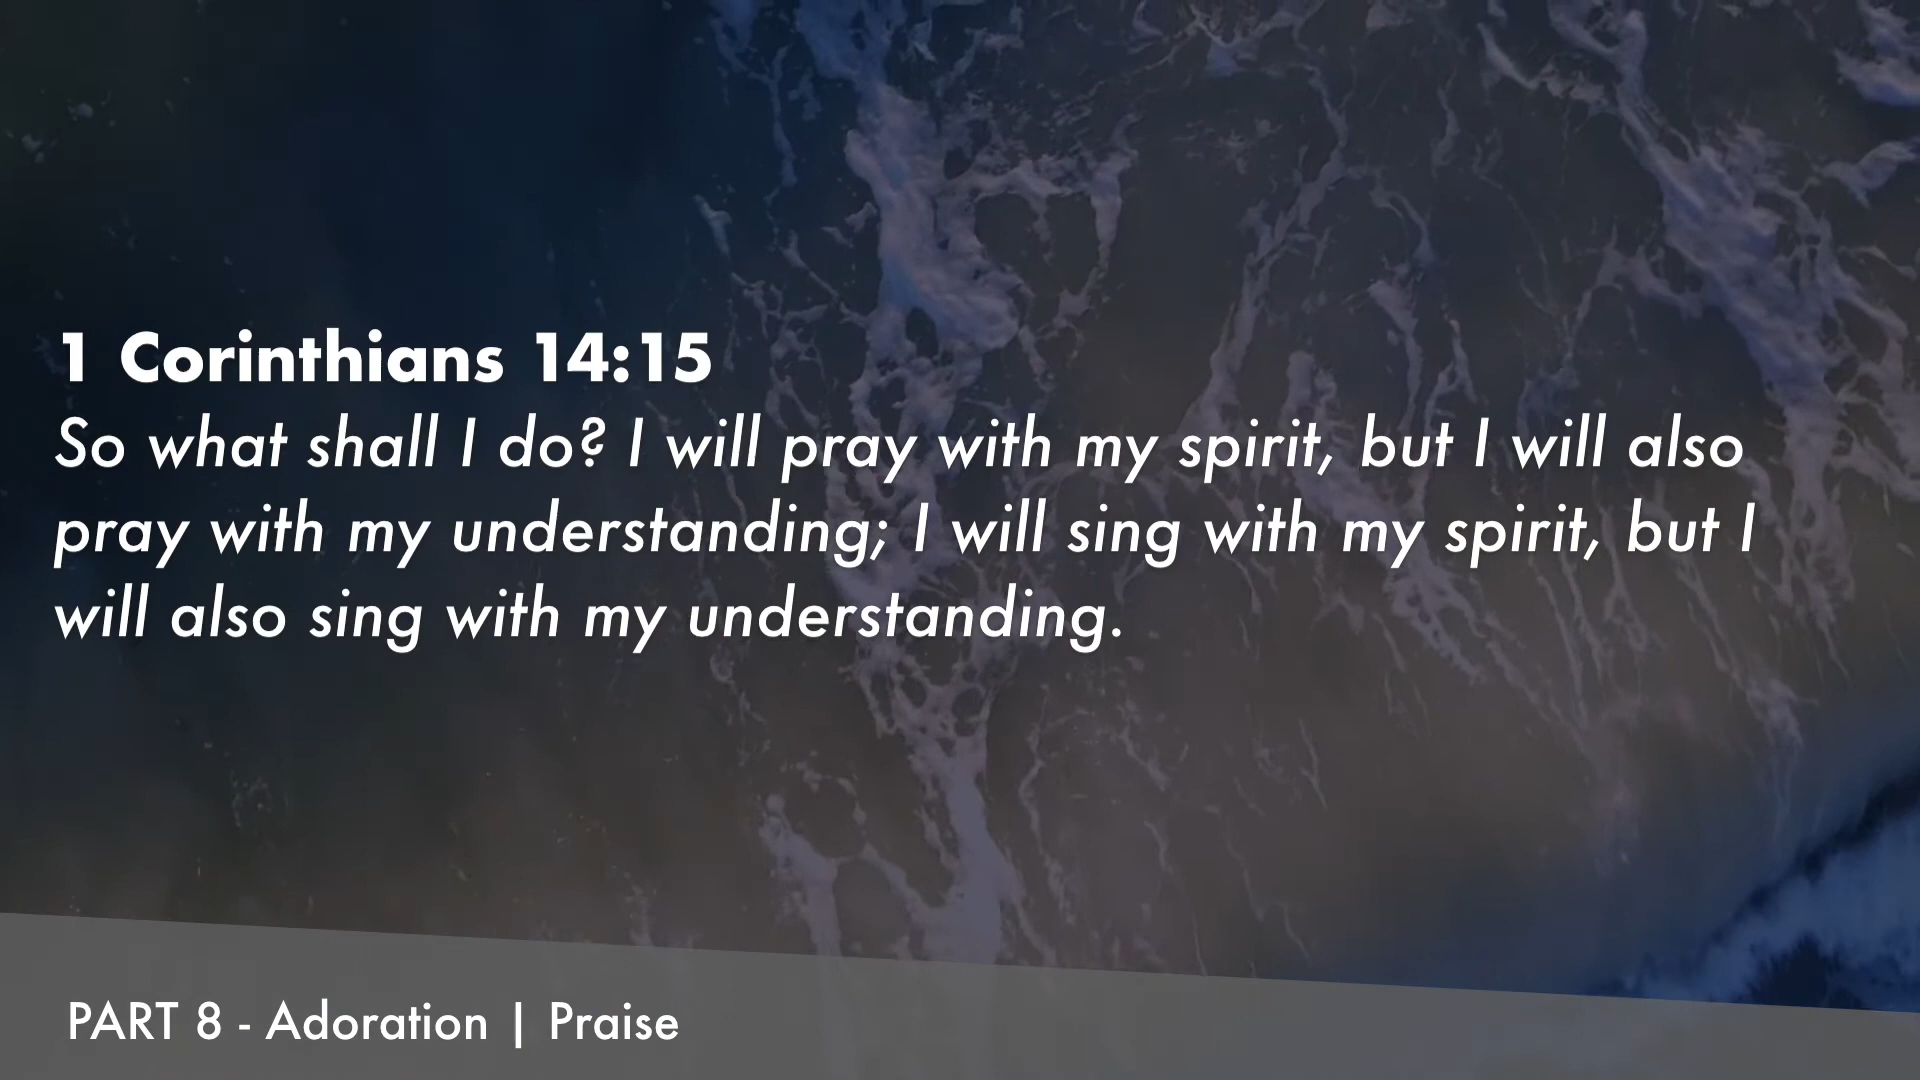 1 Corinthians 14:15
So what shall I do? I will pray with my spirit, but I will also
pray with my understanding; I will sing with my spirit, but I
will also sing with my understanding.
PART 8 - Adoration | Praise